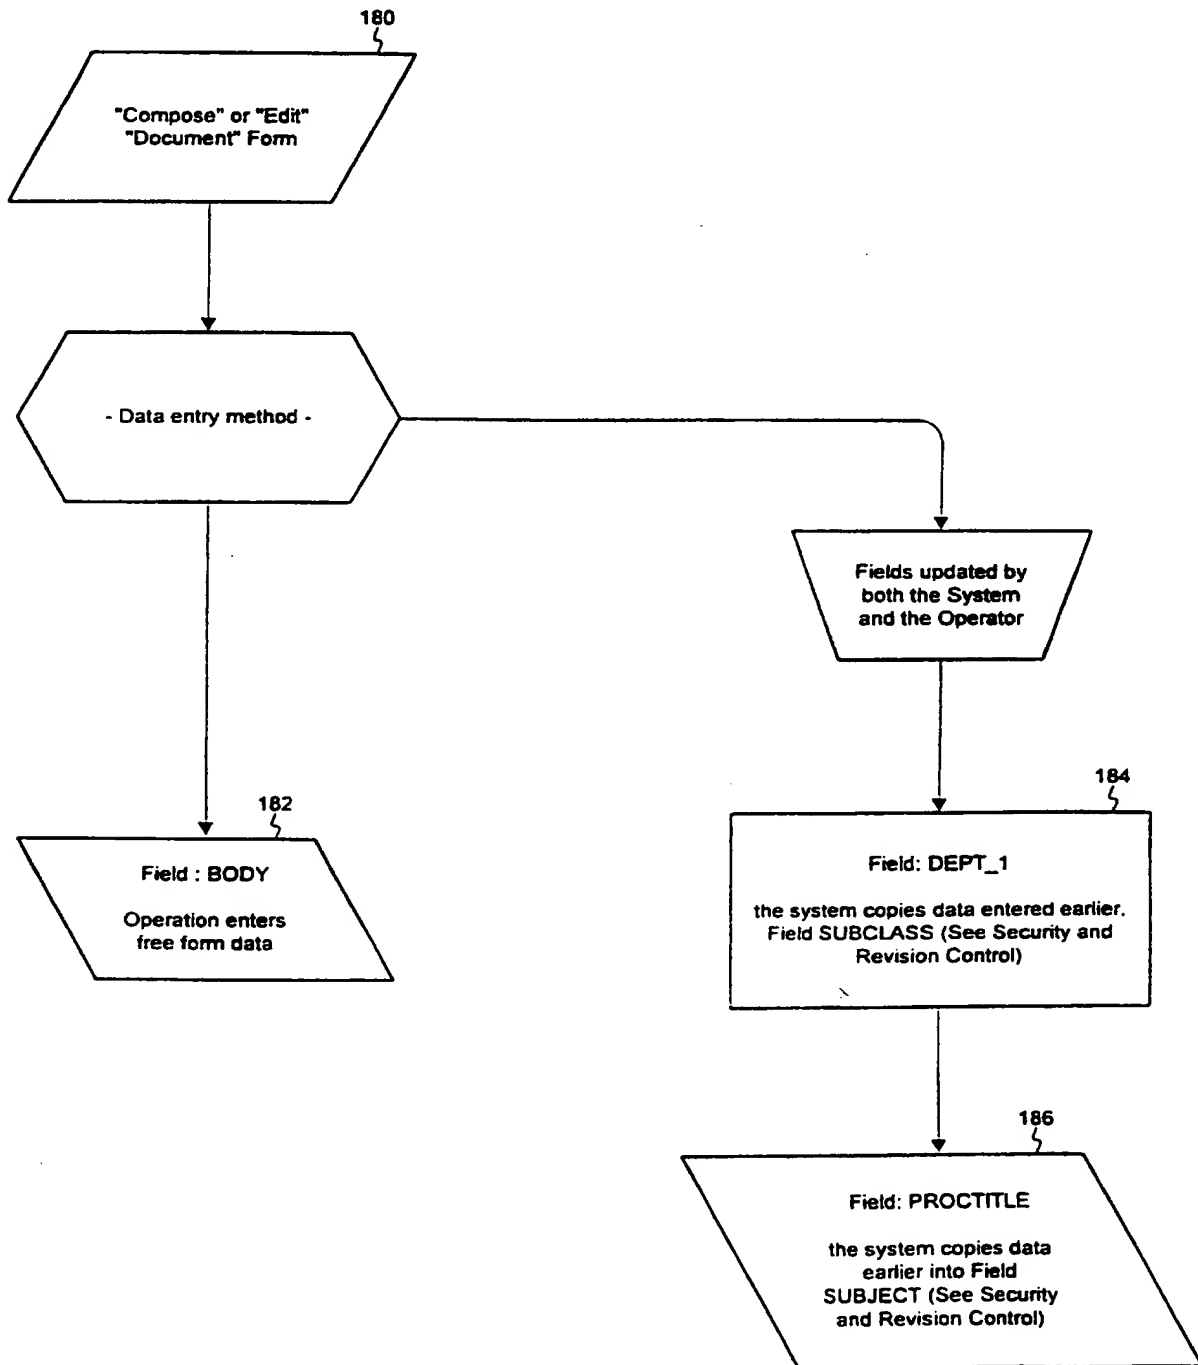 180
"Compose" or "Edit"
"Document" Form
- Data entry method -
Fields updated by
both the System
and the Operator
182
Field : BODY
Operation enters
free form data
184
Field: DEPT_1
the system copies data entered earlier.
Field SUBCLASS (See Security and
Revision Control)
186
Field: PROCTITLE
the system copies data
earlier into Field
SUBJECT (See Security
and Revision Control)